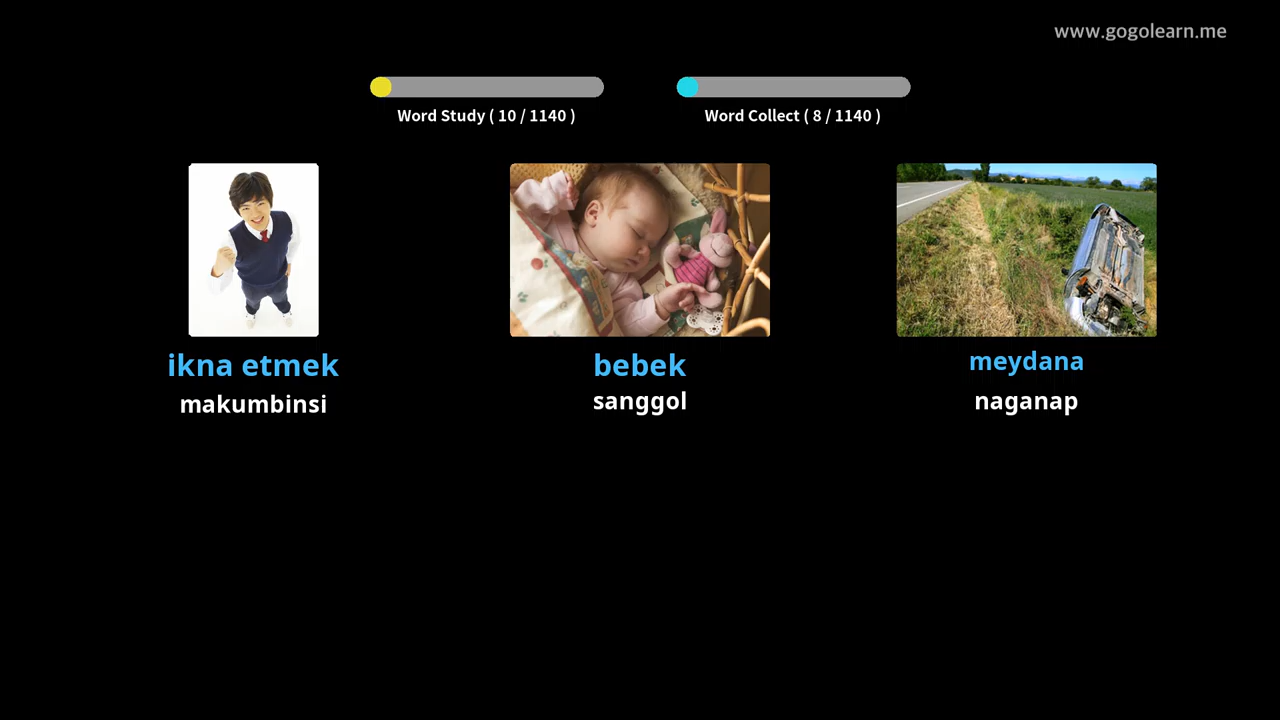 www.gogolearn.me
Word Study ( 10 / 1140 )
Word Collect ( 8 / 1140 )
ikna etmek
makumbinsi
bebek
sanggol
meydana
naganap